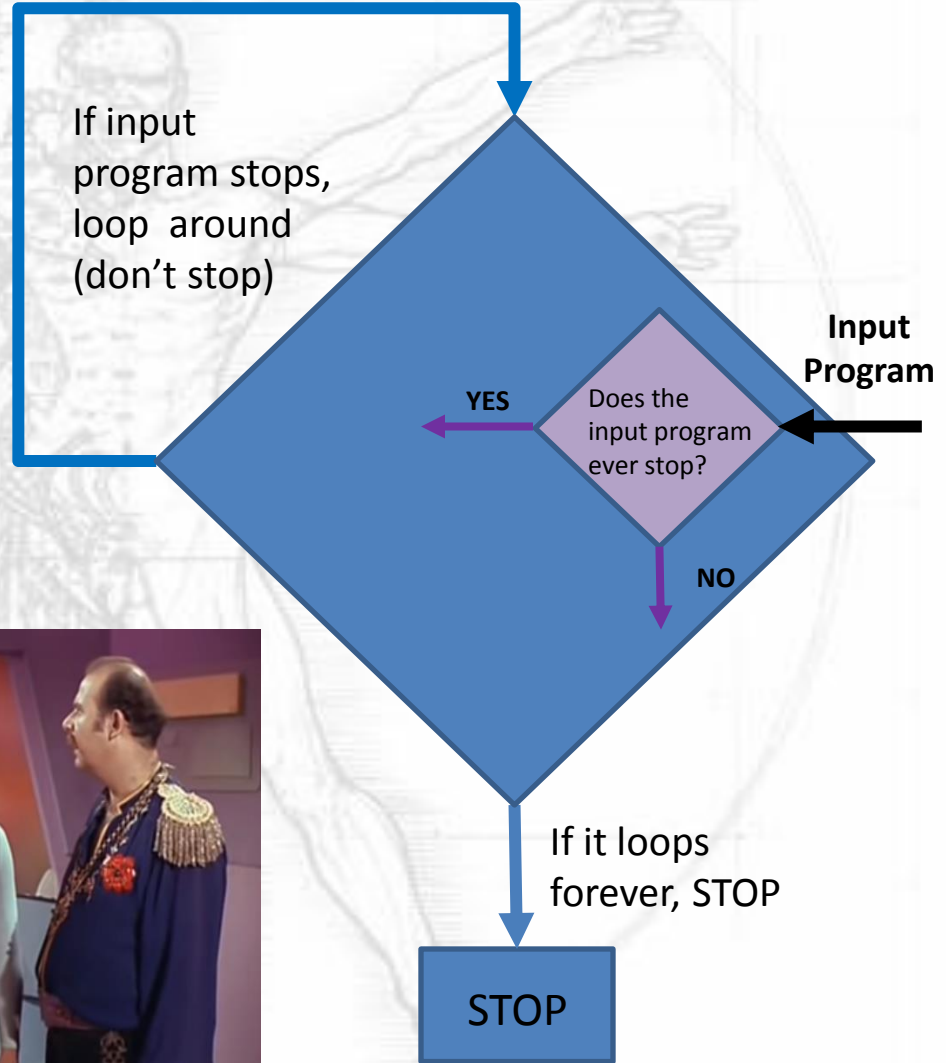 If input
program stops,
loop around
(don't stop)
Input
Program
YES
Does the
input program
ever stop?
NO
If it loops
forever, STOP
STOP